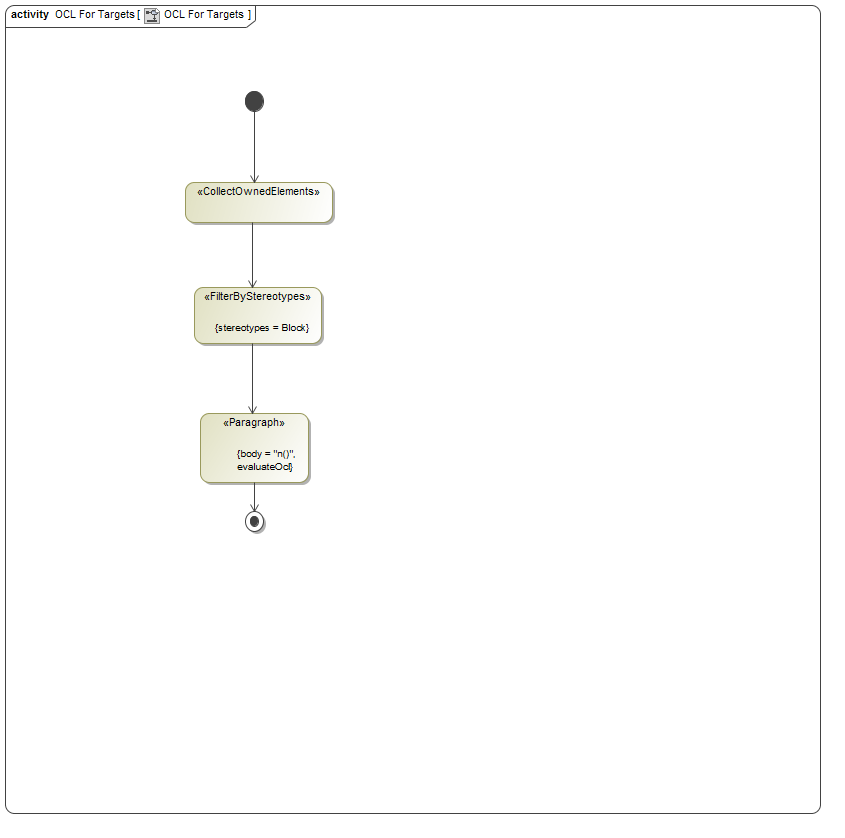 activity OCL For Targets [ OCL For Targets ]
«CollectOwnedElements»
«FilterByStereotypes»
{stereotypes = Block}
«Paragraph»
{body = "n()",
evaluateOcl}